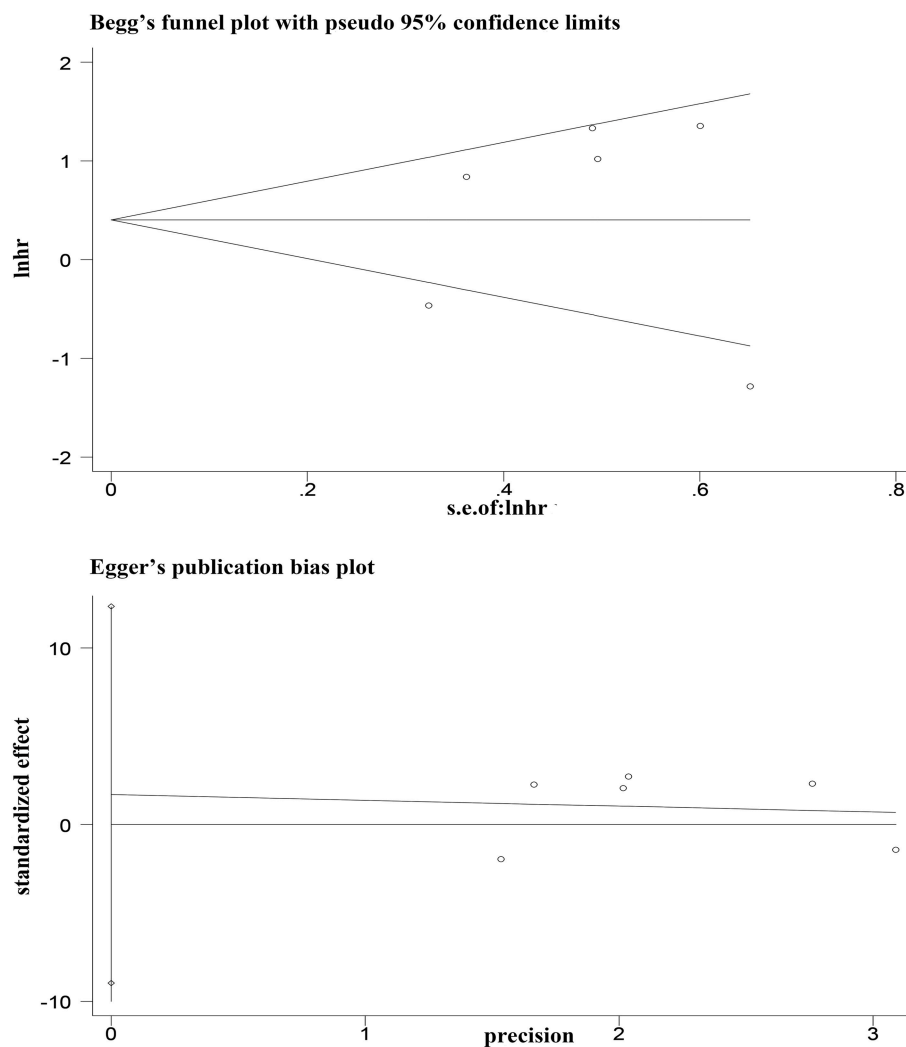 Begg’s funnel plot with pseudo 95% confidence limits
2
1
0
-1
-2
lnhr
0
.2
.4
.6
.8
s.e.of:lnhr
Egger’s publication bias plot
10
0
-10
standardized effect
0
1
2
3
precision